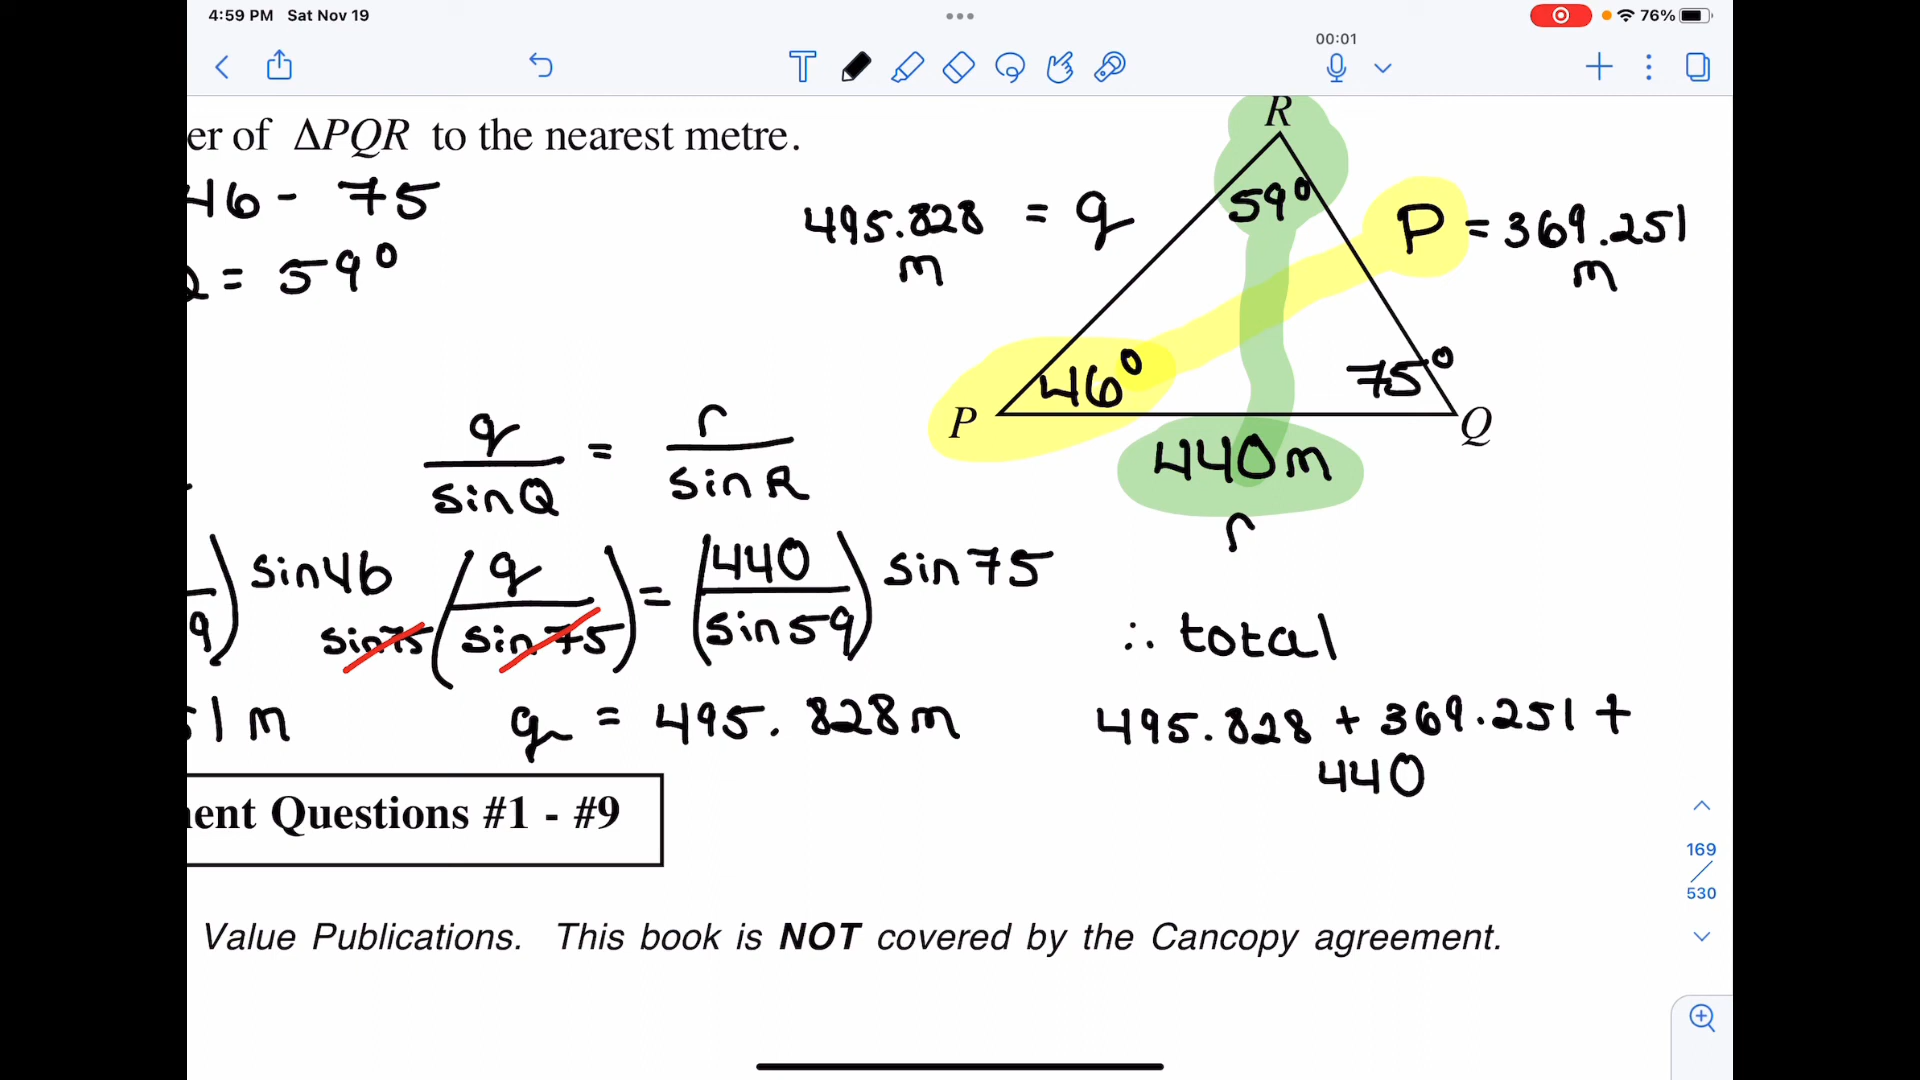 4:59 PM Sat Nov 19
76%
00:01
er of ΔPQR to the nearest metre.
46 - 75
= 59°
R
59°
495.828 = q
m
P = 369.251
m
46°
75°
P
Q
440m
r
q/sinQ = r/sinR
9) sin46
sin75 (q/sin75) = (440/sin59) sin75
51 m
q = 495.828m
∴ total
495.828 + 369.251 +
440
ent Questions #1 - #9
Value Publications. This book is NOT covered by the Cancopy agreement.
169
/
530